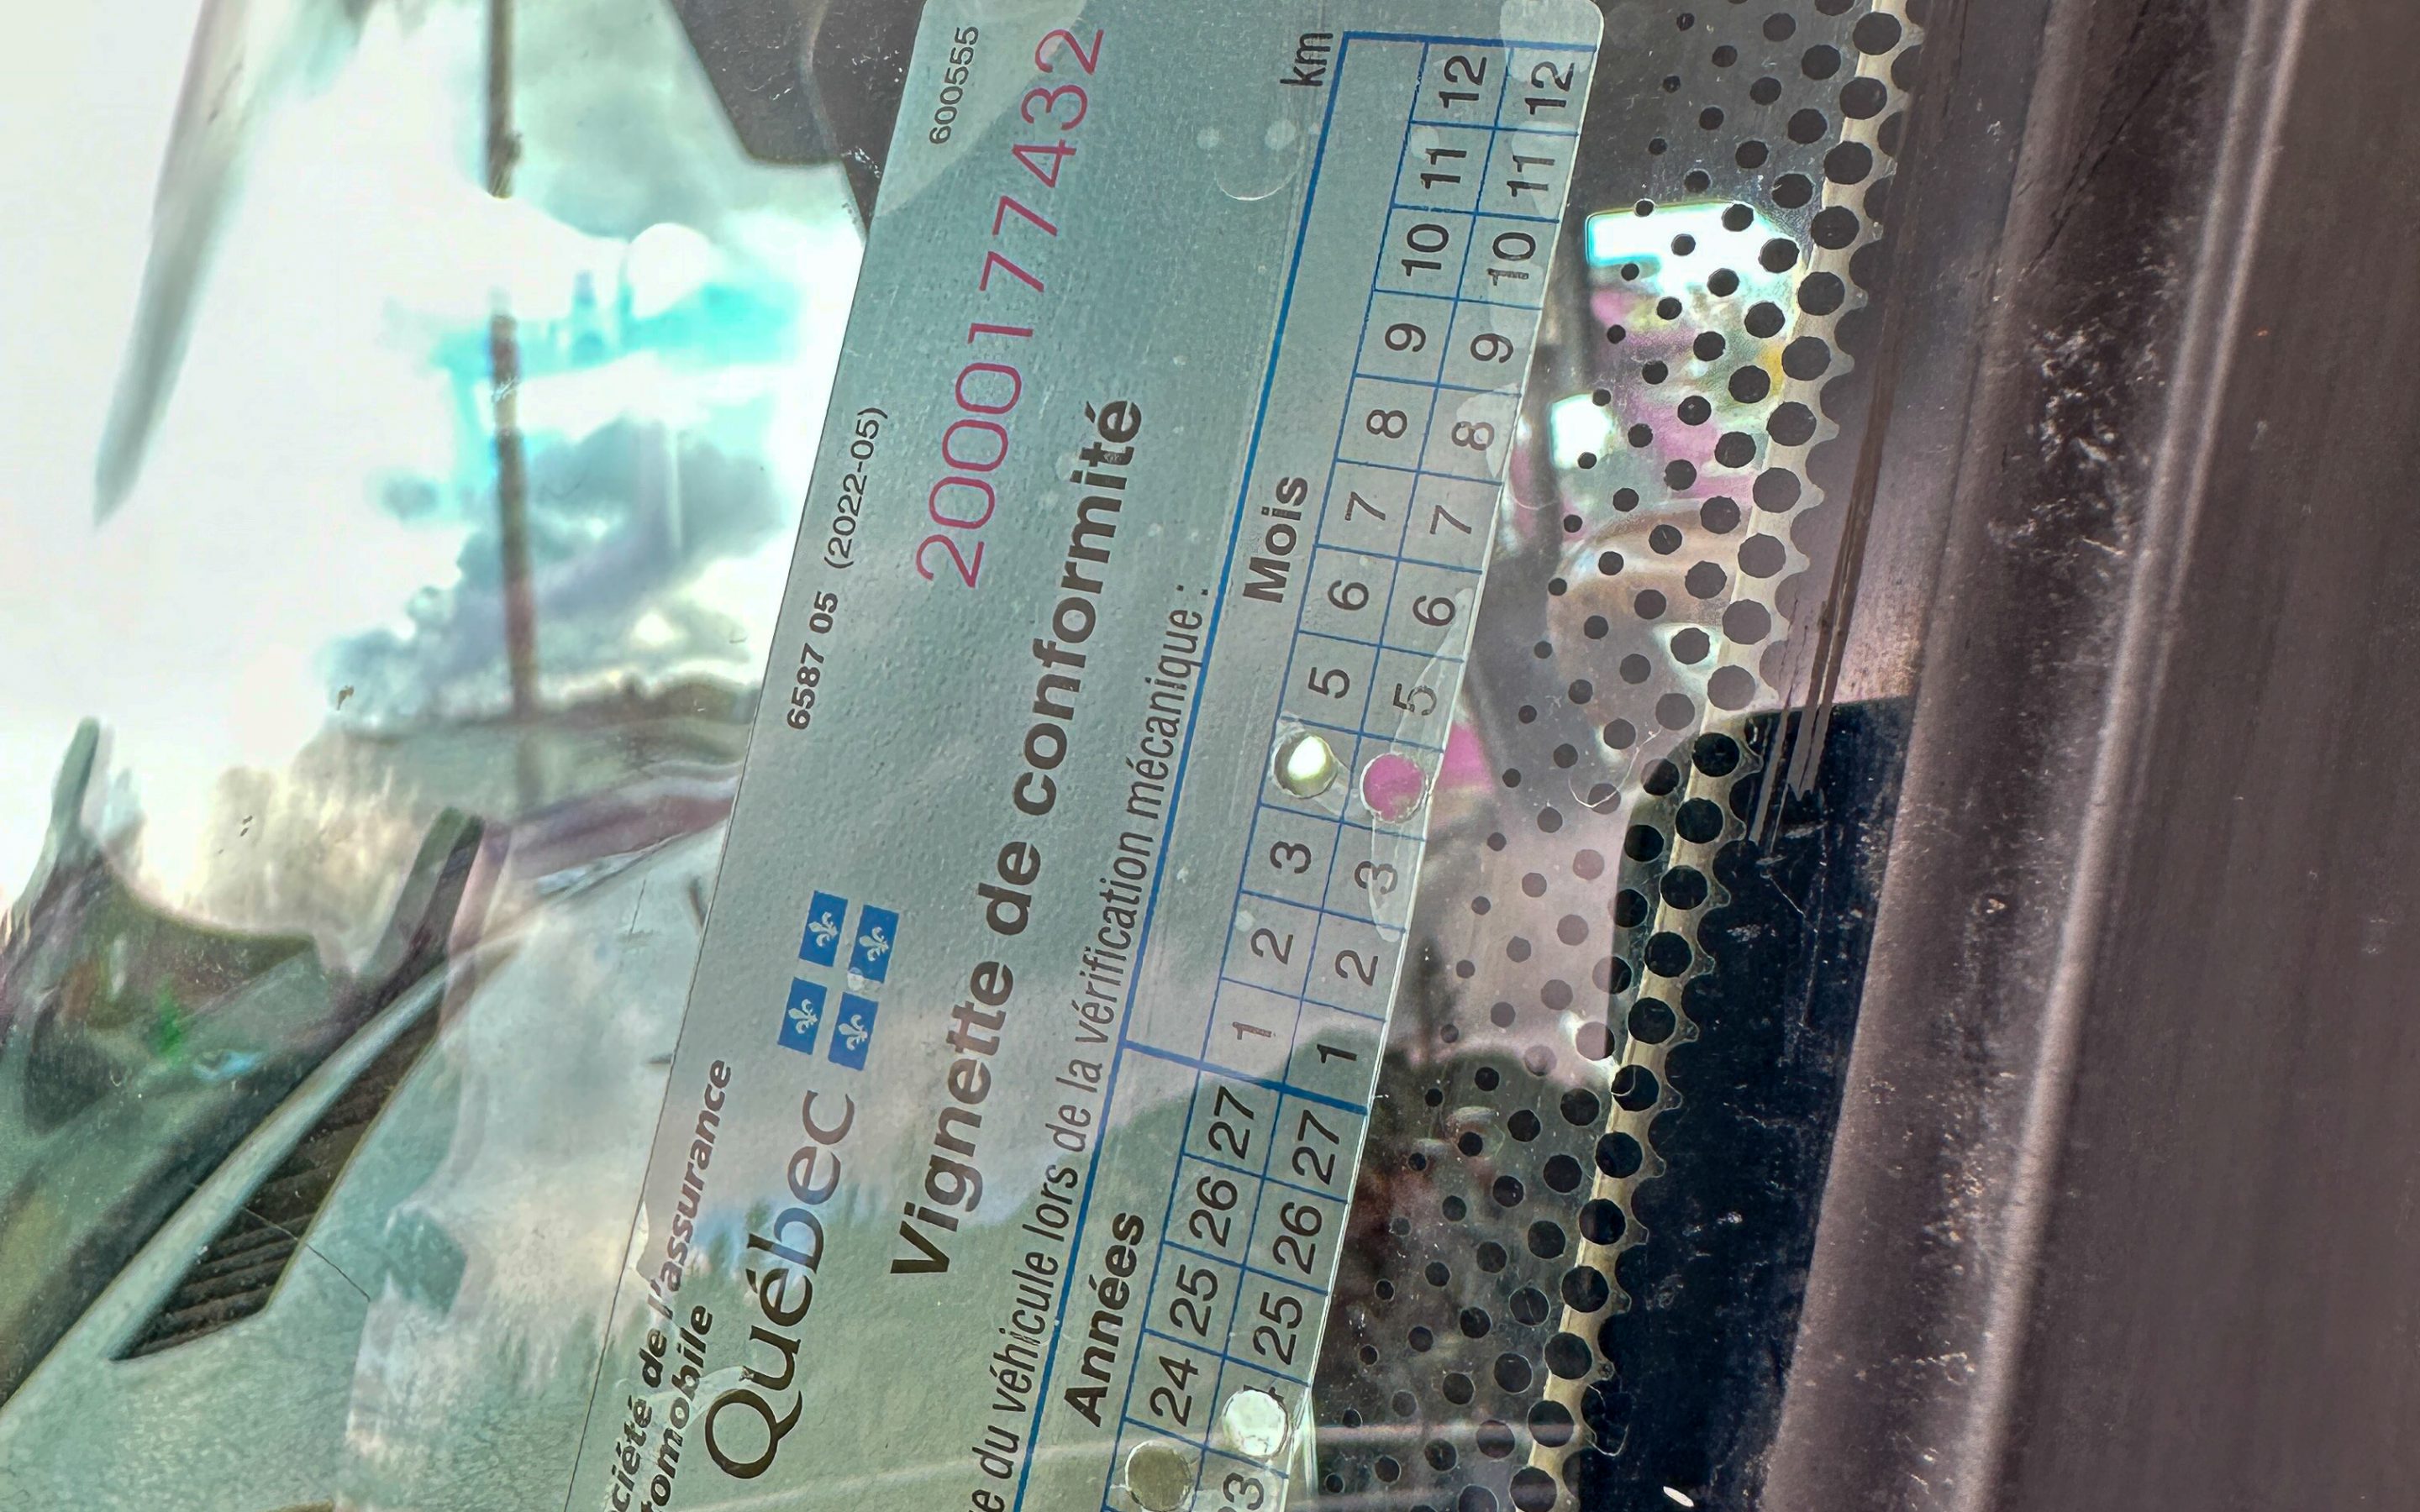 ciété de l'assurance
tomobile
6587 05 (2022-05)
600555
Québec
2000177432
Vignette de conformité
du véhicule lors de la vérification mécanique :
km
Années
Mois
24 25 26 27 1 2 3 5 6 7 8 9 10 11 12
23 25 26 27 1 2 3 5 6 7 8 9 10 11 12